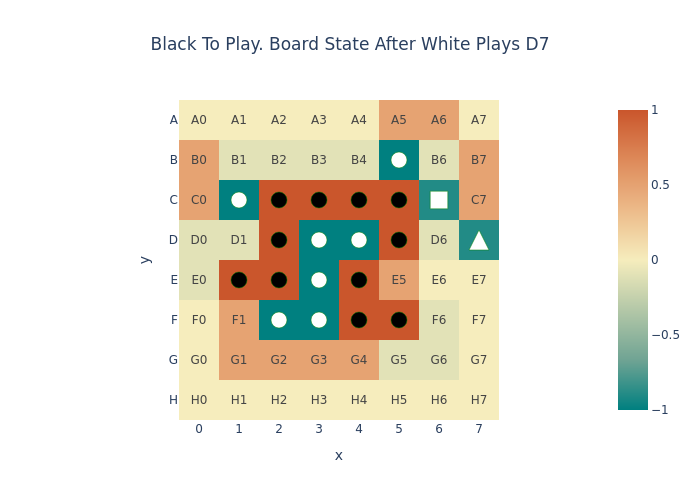 Black To Play. Board State After White Plays D7
A A0 A1 A2 A3 A4 A5 A6 A7
B B0 B1 B2 B3 B4 B6 B7
C C0 C7
D D0 D1 D6
E E0 E5 E6 E7
F F0 F1 F6 F7
G G0 G1 G2 G3 G4 G5 G6 G7
H H0 H1 H2 H3 H4 H5 H6 H7
0 1 2 3 4 5 6 7
x
y
1
0.5
0
−0.5
−1